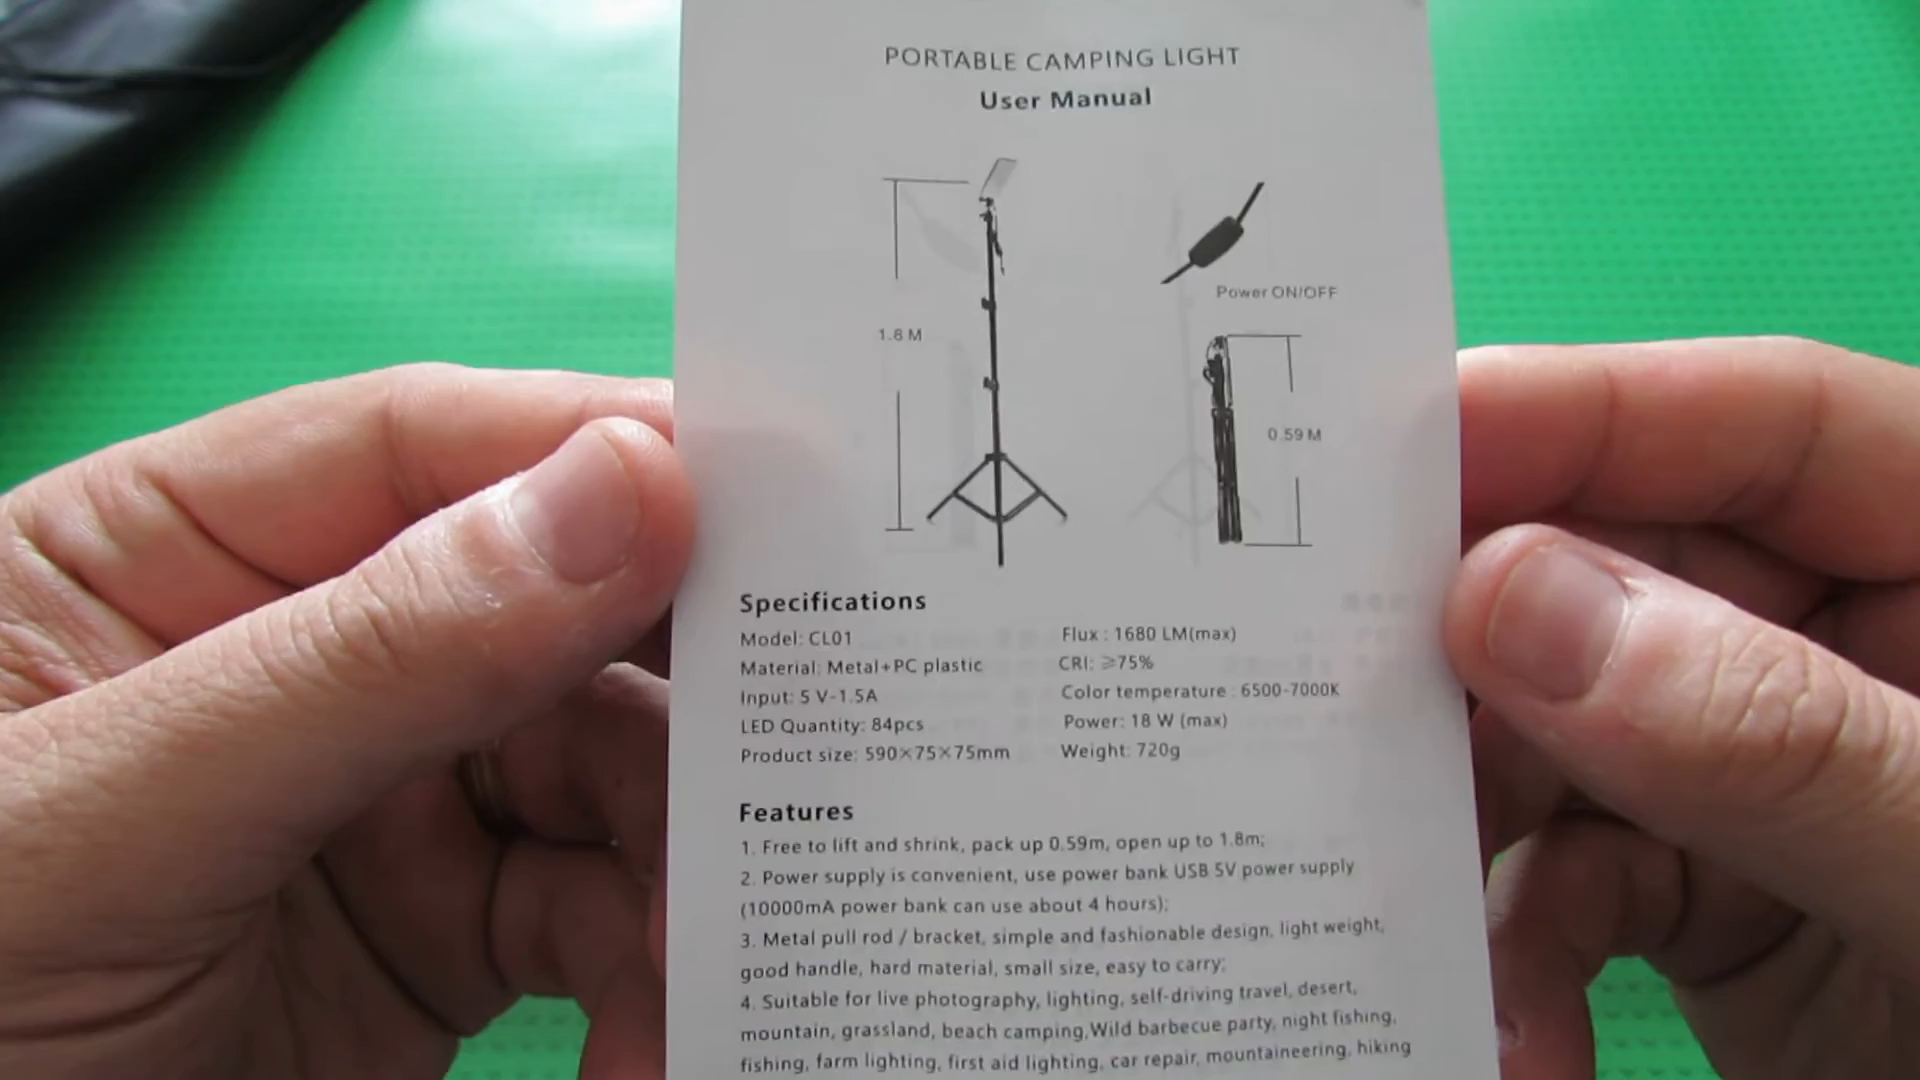 PORTABLE CAMPING LIGHT
User Manual
Power ON/OFF
1.8 M
0.59 M
Specifications
Model: CL01
Material: Metal+PC plastic
Input: 5 V-1.5A
LED Quantity: 84pcs
Product size: 590×75×75mm
Flux : 1680 LM(max)
CRI: ⩾75%
Color temperature : 6500-7000K
Power: 18 W (max)
Weight: 720g
Features
1. Free to lift and shrink, pack up 0.59m, open up to 1.8m;
2. Power supply is convenient, use power bank USB 5V power supply
(10000mA power bank can use about 4 hours);
3. Metal pull rod / bracket, simple and fashionable design, light weight,
good handle, hard material, small size, easy to carry;
4. Suitable for live photography, lighting, self-driving travel, desert,
mountain, grassland, beach camping,Wild barbecue party, night fishing,
fishing, farm lighting, first aid lighting, car repair, mountaineering, hiking